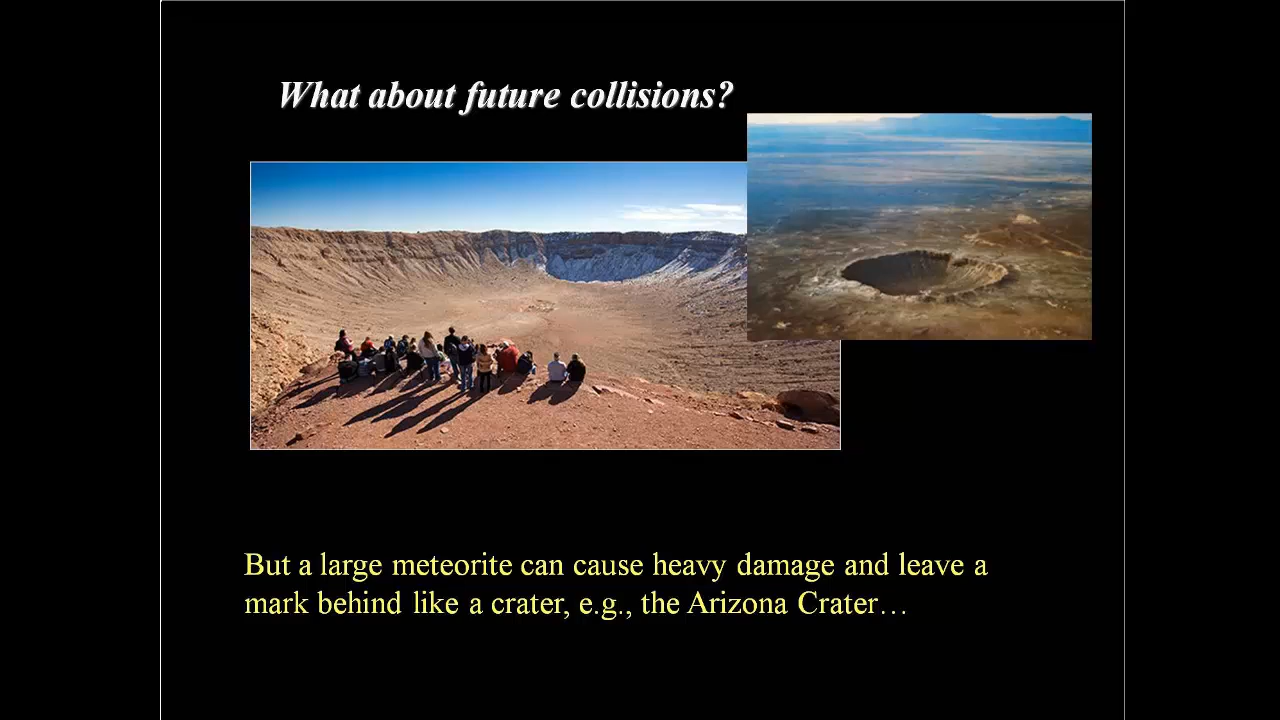 What about future collisions?
But a large meteorite can cause heavy damage and leave a
mark behind like a crater, e.g., the Arizona Crater…